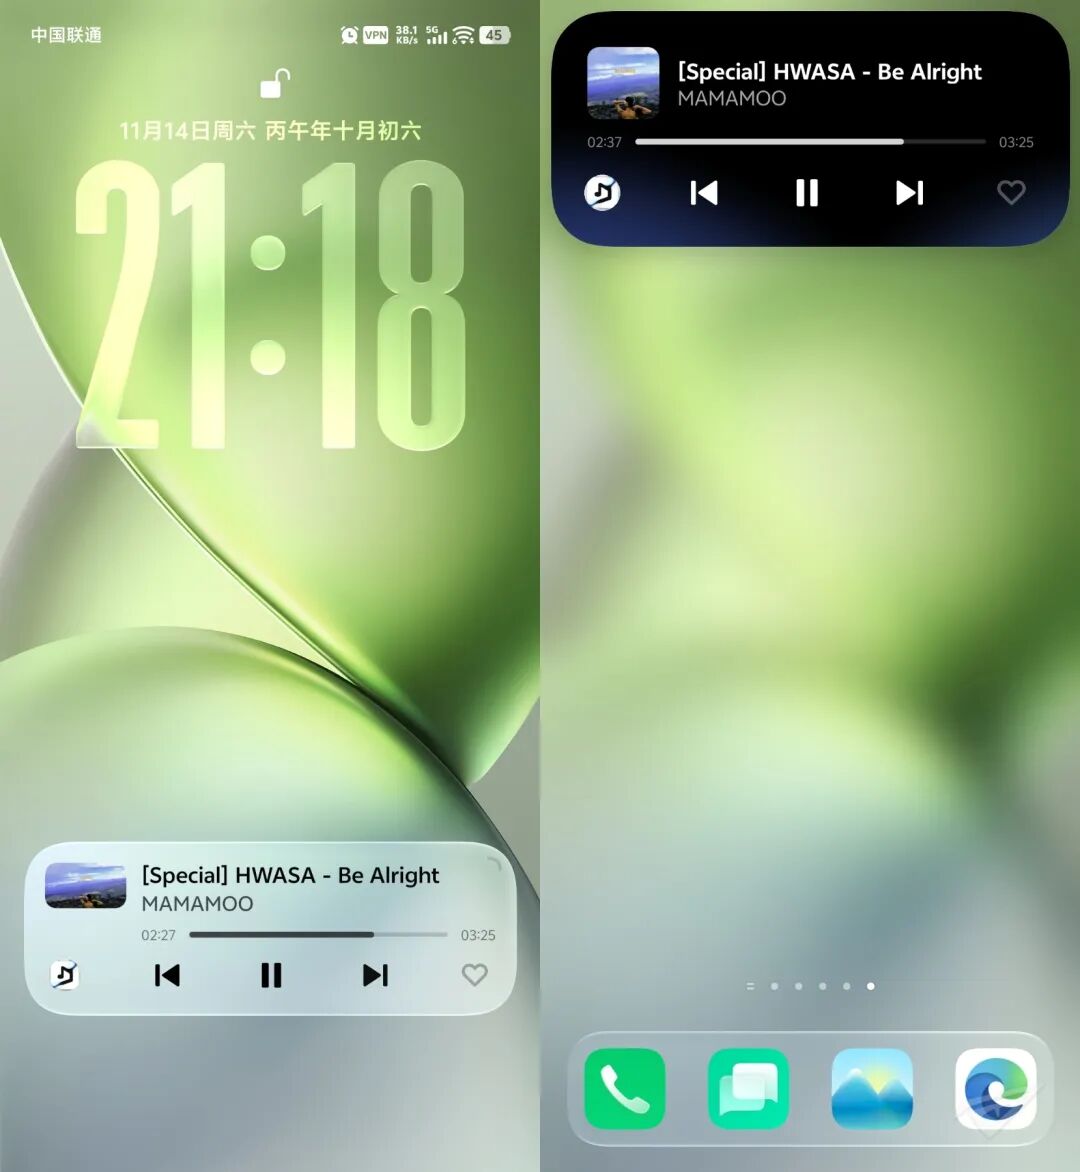 中国联通
VPN
38.1
KB/s
5G
6
45
11月14日周六 丙午年十月初六
21:18
[Special] HWASA - Be Alright
MAMAMOO
02:27
03:25
[Special] HWASA - Be Alright
MAMAMOO
02:37
03:25